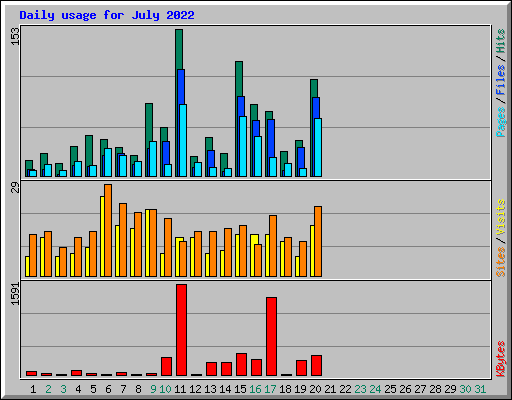 Daily usage for July 2022
153
Pages / Files / Hits
29
Sites / Visits
1591
KBytes
1 2 3 4 5 6 7 8 9 10 11 12 13 14 15 16 17 18 19 20 21 22 23 24 25 26 27 28 29 30 31